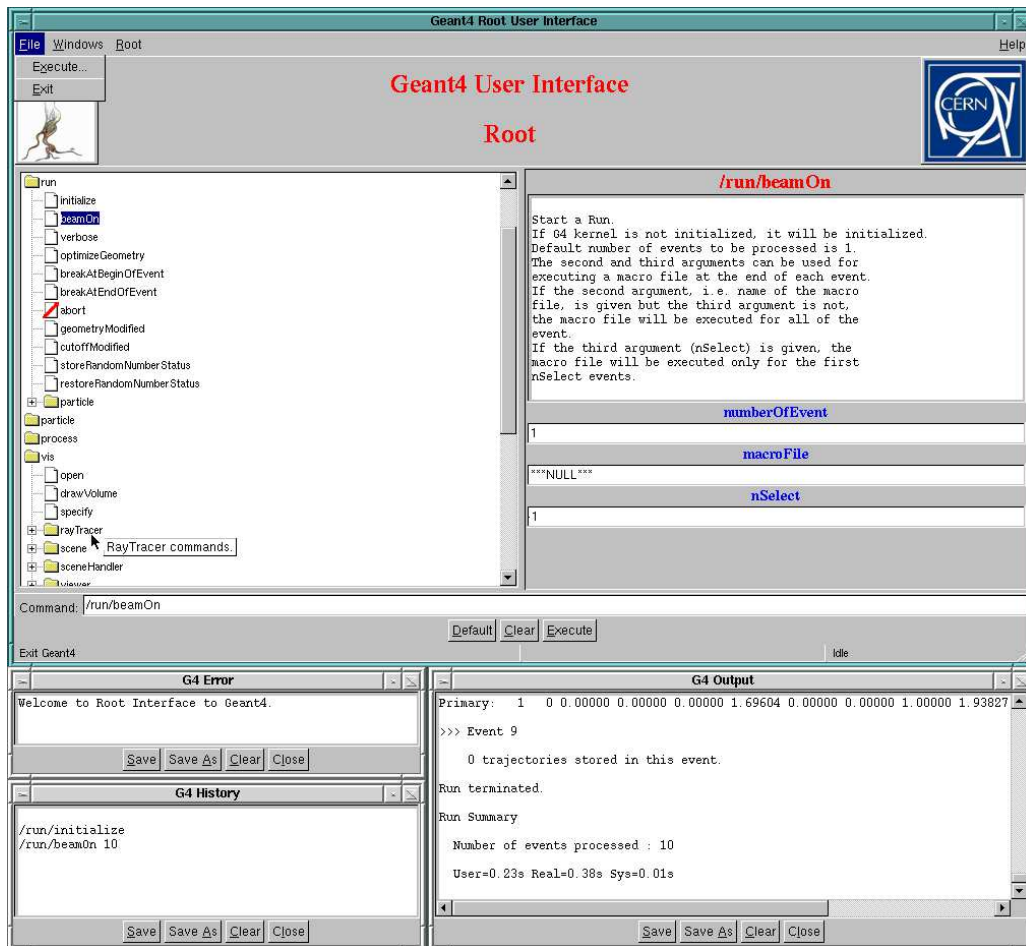 Geant4 Root User Interface
File Windows Root Help
Execute...
Exit
Geant4 User Interface
Root
CERN
run
initialize
beamOn
verbose
optimizeGeometry
breakAtBeginOfEvent
breakAtEndOfEvent
abort
geometryModified
cutoffModified
storeRandomNumberStatus
restoreRandomNumberStatus
particle
particle
process
vis
open
drawVolume
specify
rayTracer
scene
RayTracer commands.
sceneHandler
viewer
/run/beamOn
Start a Run.
If G4 kernel is not initialized, it will be initialized.
Default number of events to be processed is 1.
The second and third arguments can be used for
executing a macro file at the end of each event.
If the second argument, i.e. name of the macro
file, is given but the third argument is not,
the macro file will be executed for all of the
event.
If the third argument (nSelect) is given, the
macro file will be executed only for the first
nSelect events.
numberOfEvent
1
macroFile
***NULL***
nSelect
-1
Command: /run/beamOn
Default Clear Execute
Exit Geant4 Idle
G4 Error
Welcome to Root Interface to Geant4.
Save Save As Clear Close
G4 History
/run/initialize
/run/beamOn 10
Save Save As Clear Close
G4 Output
Primary: 1 0 0.00000 0.00000 0.00000 1.69604 0.00000 0.00000 1.00000 1.93827
>>> Event 9
0 trajectories stored in this event.
Run terminated.
Run Summary
Number of events processed : 10
User=0.23s Real=0.38s Sys=0.01s
Save Save As Clear Close